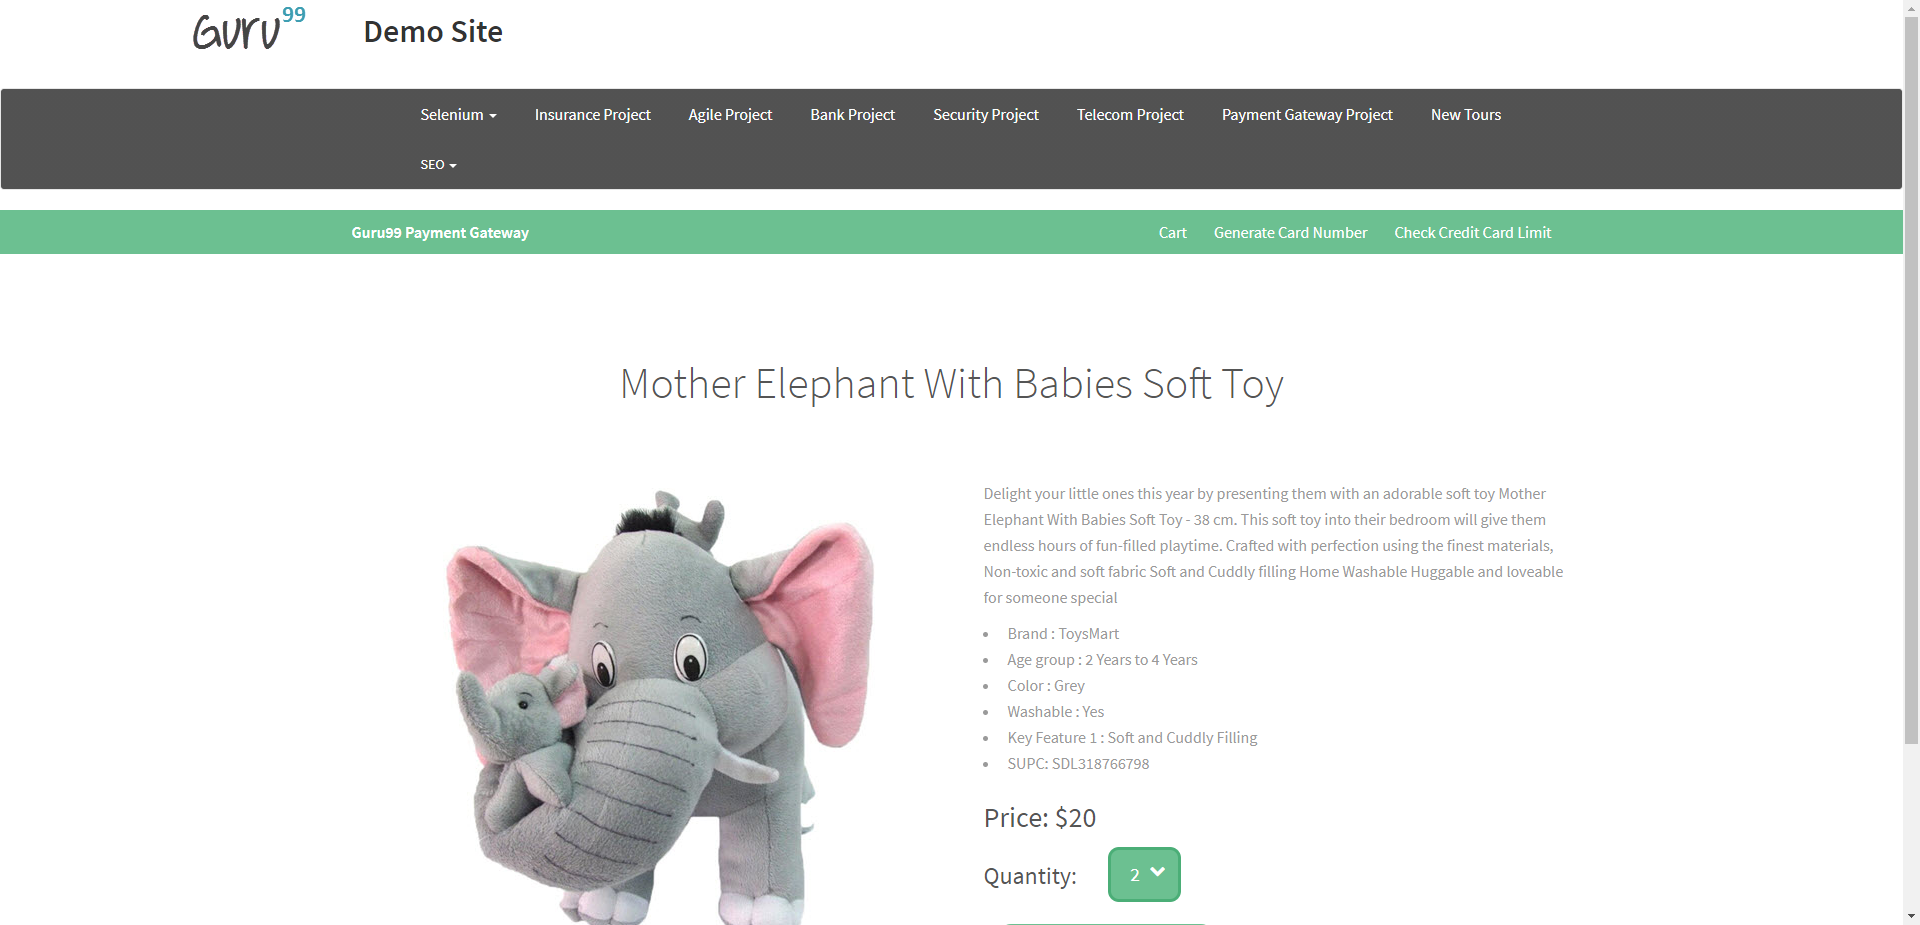 Guru99
Demo Site
Selenium
Insurance Project
Agile Project
Bank Project
Security Project
Telecom Project
Payment Gateway Project
New Tours
SEO
Guru99 Payment Gateway
Cart
Generate Card Number
Check Credit Card Limit
Mother Elephant With Babies Soft Toy
Delight your little ones this year by presenting them with an adorable soft toy Mother
Elephant With Babies Soft Toy - 38 cm. This soft toy into their bedroom will give them
endless hours of fun-filled playtime. Crafted with perfection using the finest materials,
Non-toxic and soft fabric Soft and Cuddly filling Home Washable Huggable and loveable
for someone special
Brand : ToysMart
Age group : 2 Years to 4 Years
Color : Grey
Washable : Yes
Key Feature 1 : Soft and Cuddly Filling
SUPC: SDL318766798
Price: $20
Quantity:
2